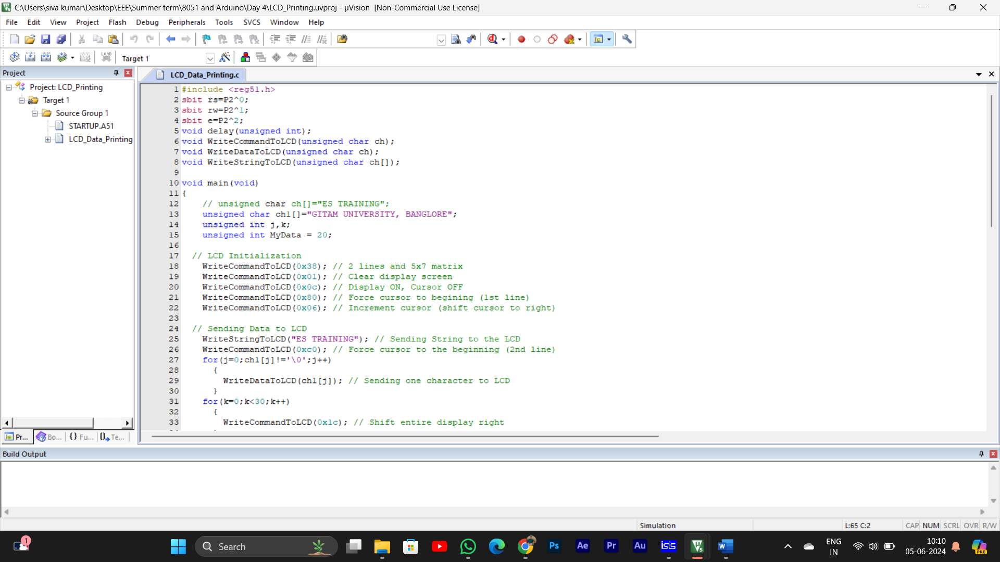 C:\Users\siva kumar\Desktop\EEE\Summer term\8051 and Arduino\Day 4\LCD_Printing.uvproj - µVision [Non-Commercial Use License]
File Edit View Project Flash Debug Peripherals Tools SVCS Window Help
LOAD Target 1
Project
LCD_Data_Printing.c
Project: LCD_Printing
Target 1
Source Group 1
STARTUP.A51
LCD_Data_Printing
1 #include <reg51.h>
2 sbit rs=P2^0;
3 sbit rw=P2^1;
4 sbit e=P2^2;
5 void delay(unsigned int);
6 void WriteCommandToLCD(unsigned char ch);
7 void WriteDataToLCD(unsigned char ch);
8 void WriteStringToLCD(unsigned char ch[]);
9
10 void main(void)
11 {
12 // unsigned char ch[]="ES TRAINING";
13 unsigned char ch1[]="GITAM UNIVERSITY, BANGLORE";
14 unsigned int j,k;
15 unsigned int MyData = 20;
16
17 // LCD Initialization
18 WriteCommandToLCD(0x38); // 2 lines and 5x7 matrix
19 WriteCommandToLCD(0x01); // Clear display screen
20 WriteCommandToLCD(0x0c); // Display ON, Cursor OFF
21 WriteCommandToLCD(0x80); // Force cursor to begining (1st line)
22 WriteCommandToLCD(0x06); // Increment cursor (shift cursor to right)
23
24 // Sending Data to LCD
25 WriteStringToLCD("ES TRAINING"); // Sending String to the LCD
26 WriteCommandToLCD(0xc0); // Force cursor to the beginning (2nd line)
27 for(j=0;ch1[j]!='\0';j++)
28 {
29 WriteDataToLCD(ch1[j]); // Sending one character to LCD
30 }
31 for(k=0;k<30;k++)
32 {
33 WriteCommandToLCD(0x1c); // Shift entire display right
Pr... Bo... {} Fu... Te...
Build Output
Simulation L:65 C:2 CAP NUM SCRL OVR R/W
1 Search Ps Ae Pr Au isis W ENG IN 10:10 05-06-2024 PRE